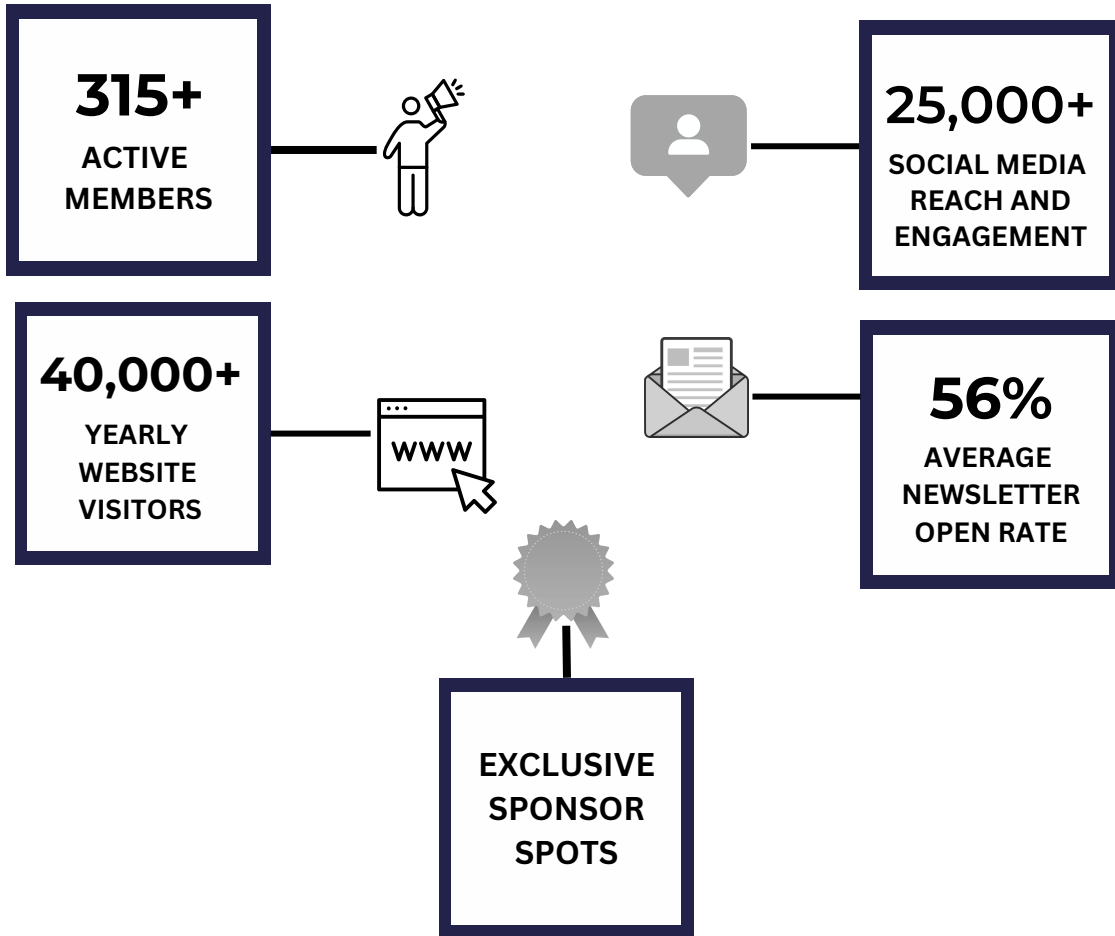 315+
ACTIVE
MEMBERS
25,000+
SOCIAL MEDIA
REACH AND
ENGAGEMENT
40,000+
YEARLY
WEBSITE
VISITORS
WWW
56%
AVERAGE
NEWSLETTER
OPEN RATE
EXCLUSIVE
SPONSOR
SPOTS